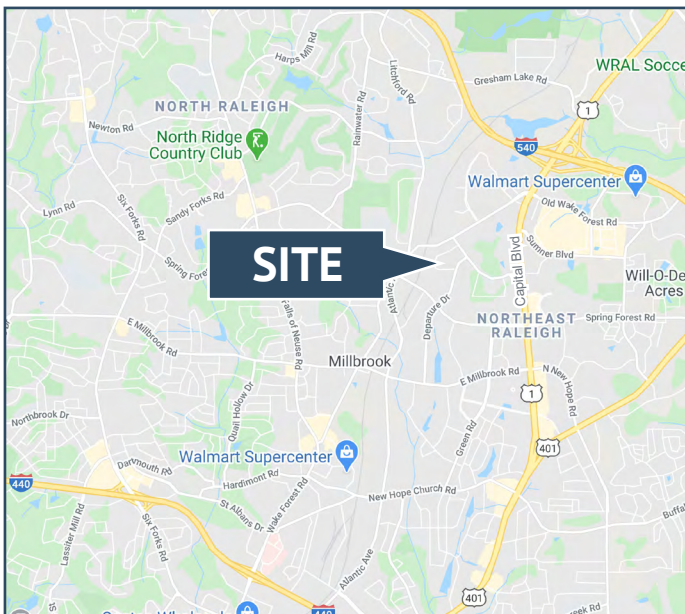 Harps Mill Rd
Litchford Rd
Gresham Lake Rd
WRAL Socce
1
NORTH RALEIGH
Rainwater Rd
Newton Rd
North Ridge
Country Club
540
Walmart Supercenter
Lynn Rd
Six Forks Rd
Sandy Forks Rd
Old Wake Forest Rd
Sumner Blvd
SITE
Spring Fore
Capital Blvd
Will-O-De
Acres
Atlantic
Departure Dr
Falls of Neuse Rd
NORTHEAST
RALEIGH
Spring Forest Rd
E Millbrook Rd
Millbrook
E Millbrook Rd
N New Hope Rd
1
Quail Hollow Dr
Northbrook Dr
Green Rd
401
Walmart Supercenter
Dartmouth Rd
Hardimont Rd
440
New Hope Church Rd
St Albans Dr
Wake Forest Rd
Buffa
Lassiter Mill Rd
Six Forks Rd
Atlantic Ave
401
440
eek Rd